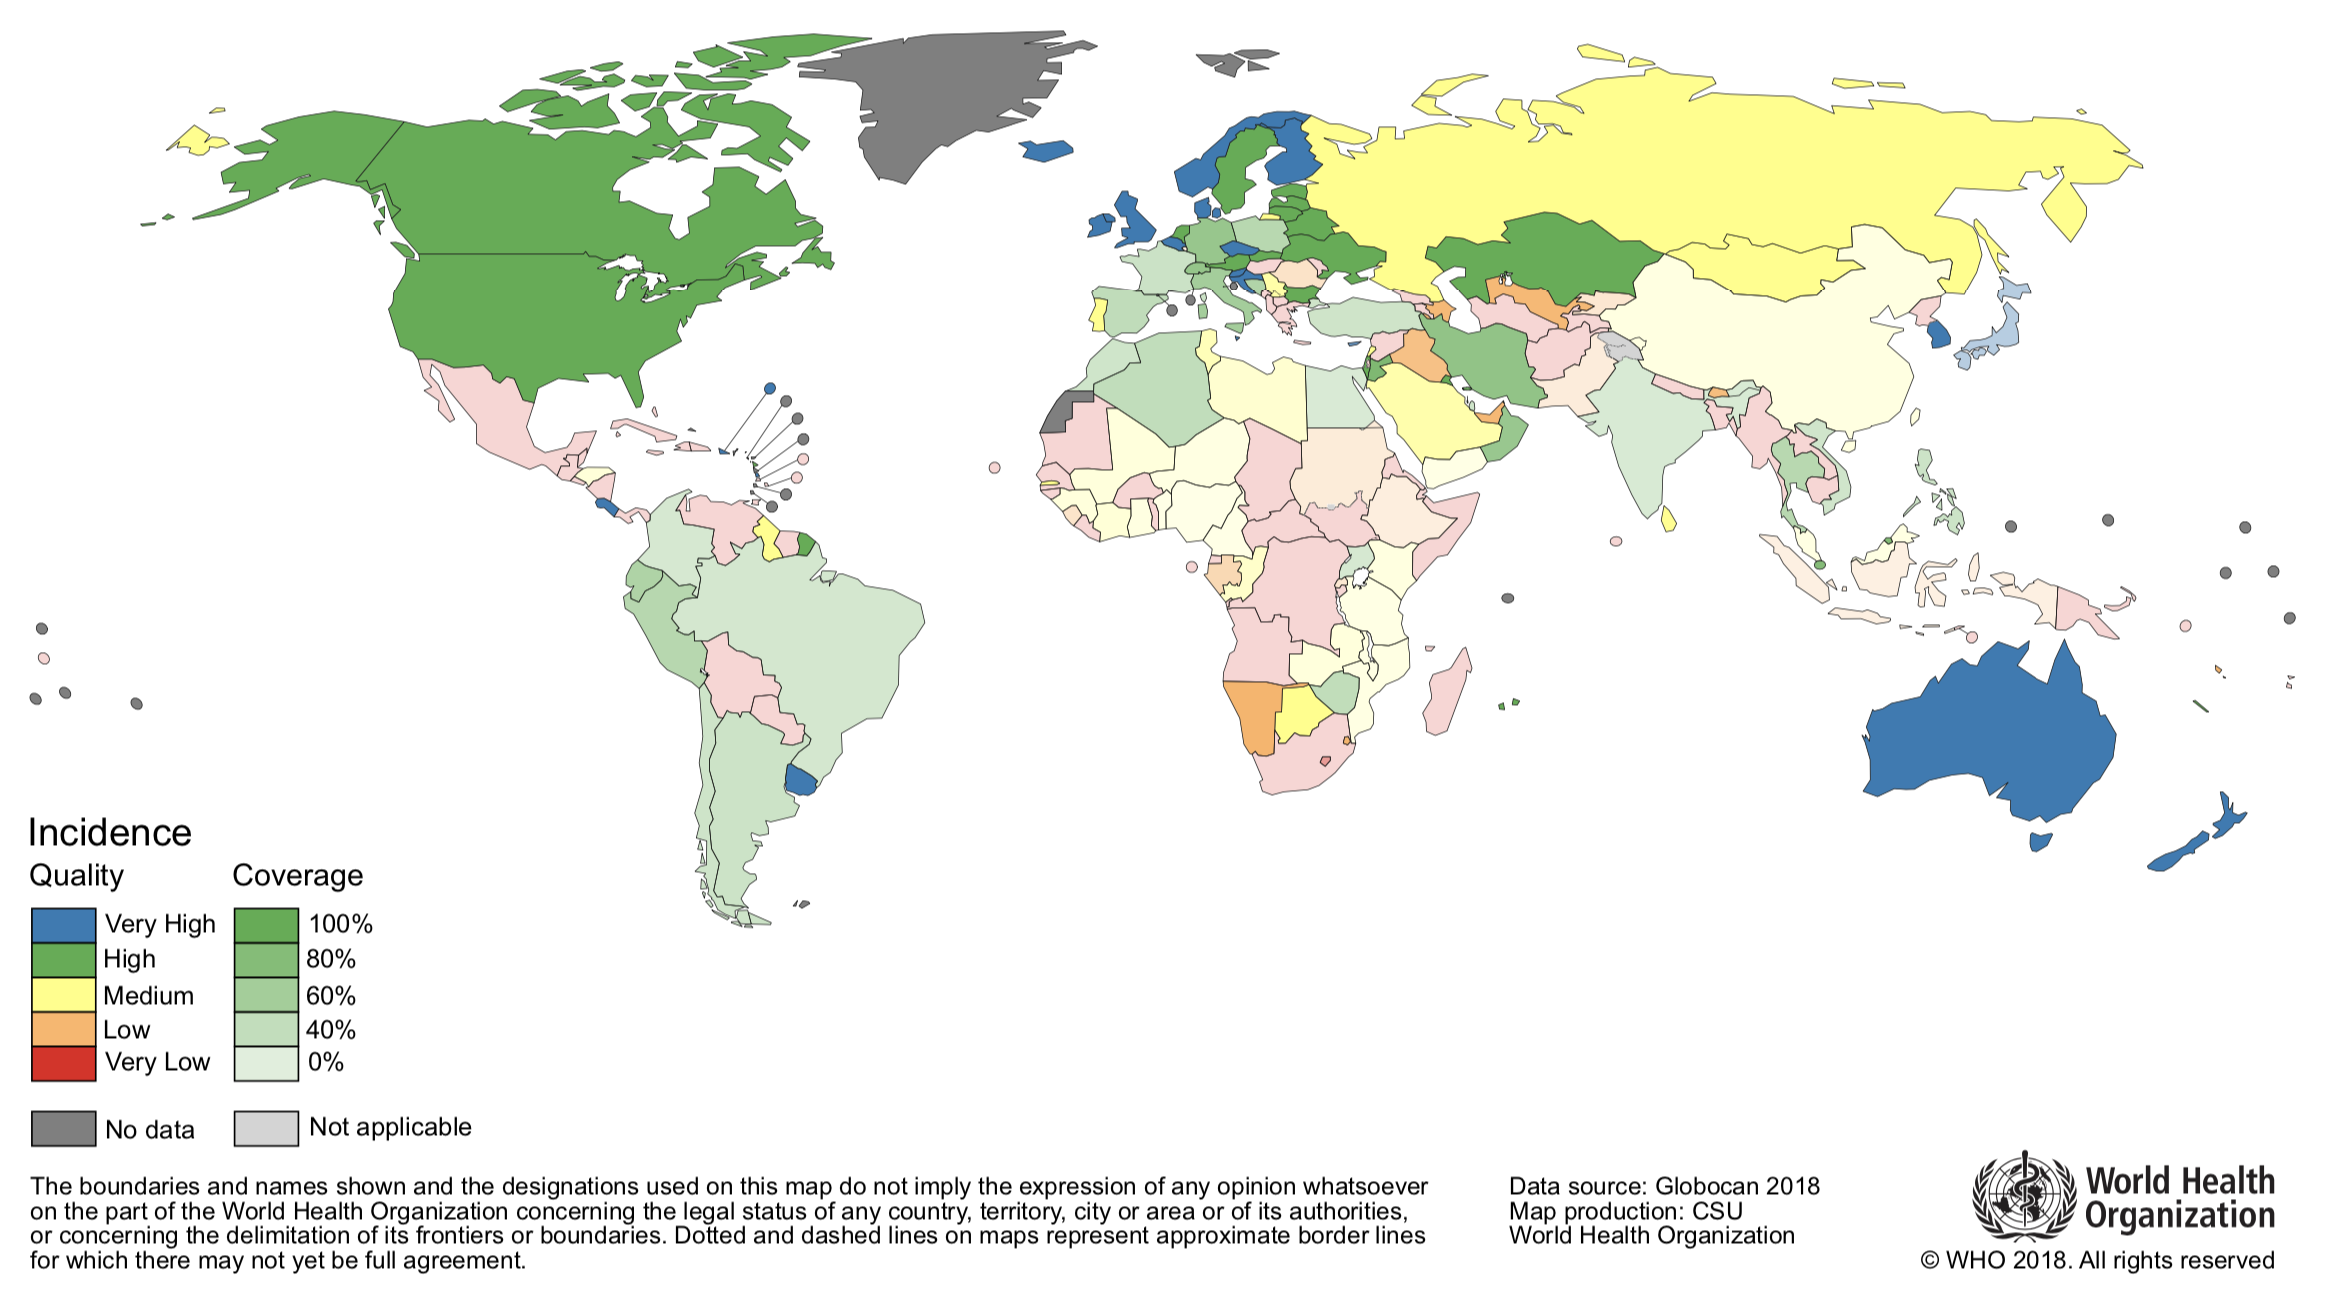 Incidence
Quality
Coverage
Very High
High
Medium
Low
Very Low
100%
80%
60%
40%
0%
No data
Not applicable
The boundaries and names shown and the designations used on this map do not imply the expression of any opinion whatsoever
on the part of the World Health Organization concerning the legal status of any country, territory, city or area or of its authorities,
or concerning the delimitation of its frontiers or boundaries. Dotted and dashed lines on maps represent approximate border lines
for which there may not yet be full agreement.
Data source: Globocan 2018
Map production: CSU
World Health Organization
World Health
Organization
© WHO 2018. All rights reserved